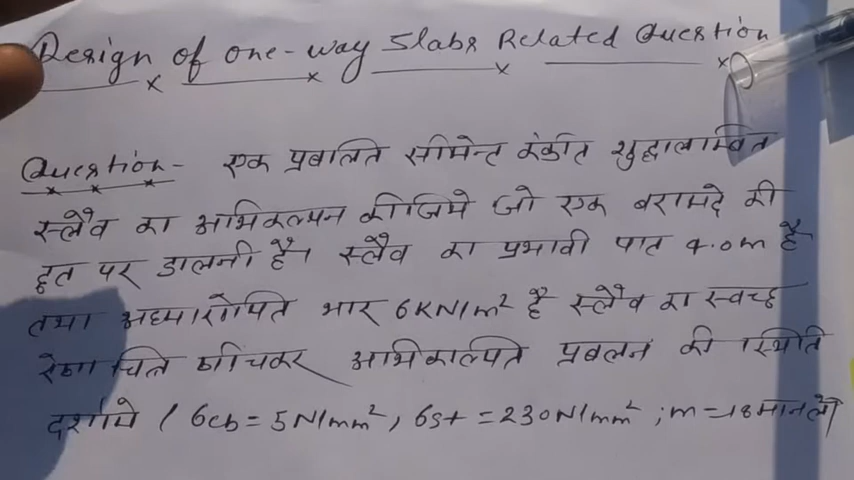 Design of one-way Slabs Related Question
Question- एक प्रबलित सीमेन्ट कंक्रीट शुद्धालम्बित
स्लैव का अभिकल्पन कीजिये जो एक बरामदे की
छत पर डालनी है। स्लैव का प्रभावी पाट 4.0m है
तथा अध्यारोपित भार 6KN/m² है स्लैव का स्वच्छ
रेखा चित्र खीचकर अभिकल्पित प्रबलन की स्थिति
दर्शाये ( 6cb = 5N/mm², 6st = 230N/mm² ; m = 18 मान लो)